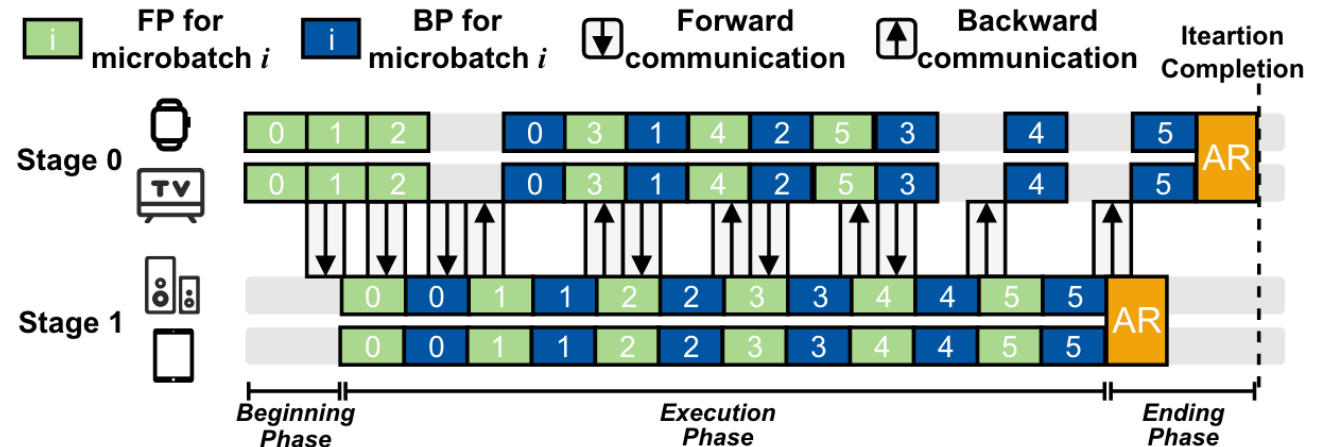 i
FP for
microbatch i
i
BP for
microbatch i
Forward
communication
Backward
communication
Iteartion
Completion
Stage 0
0 1 2 0 3 1 4 2 5 3 4 5
AR
TV
0 1 2 0 3 1 4 2 5 3 4 5
Stage 1
0 0 1 1 2 2 3 3 4 4 5 5
AR
0 0 1 1 2 2 3 3 4 4 5 5
Beginning
Phase
Execution
Phase
Ending
Phase